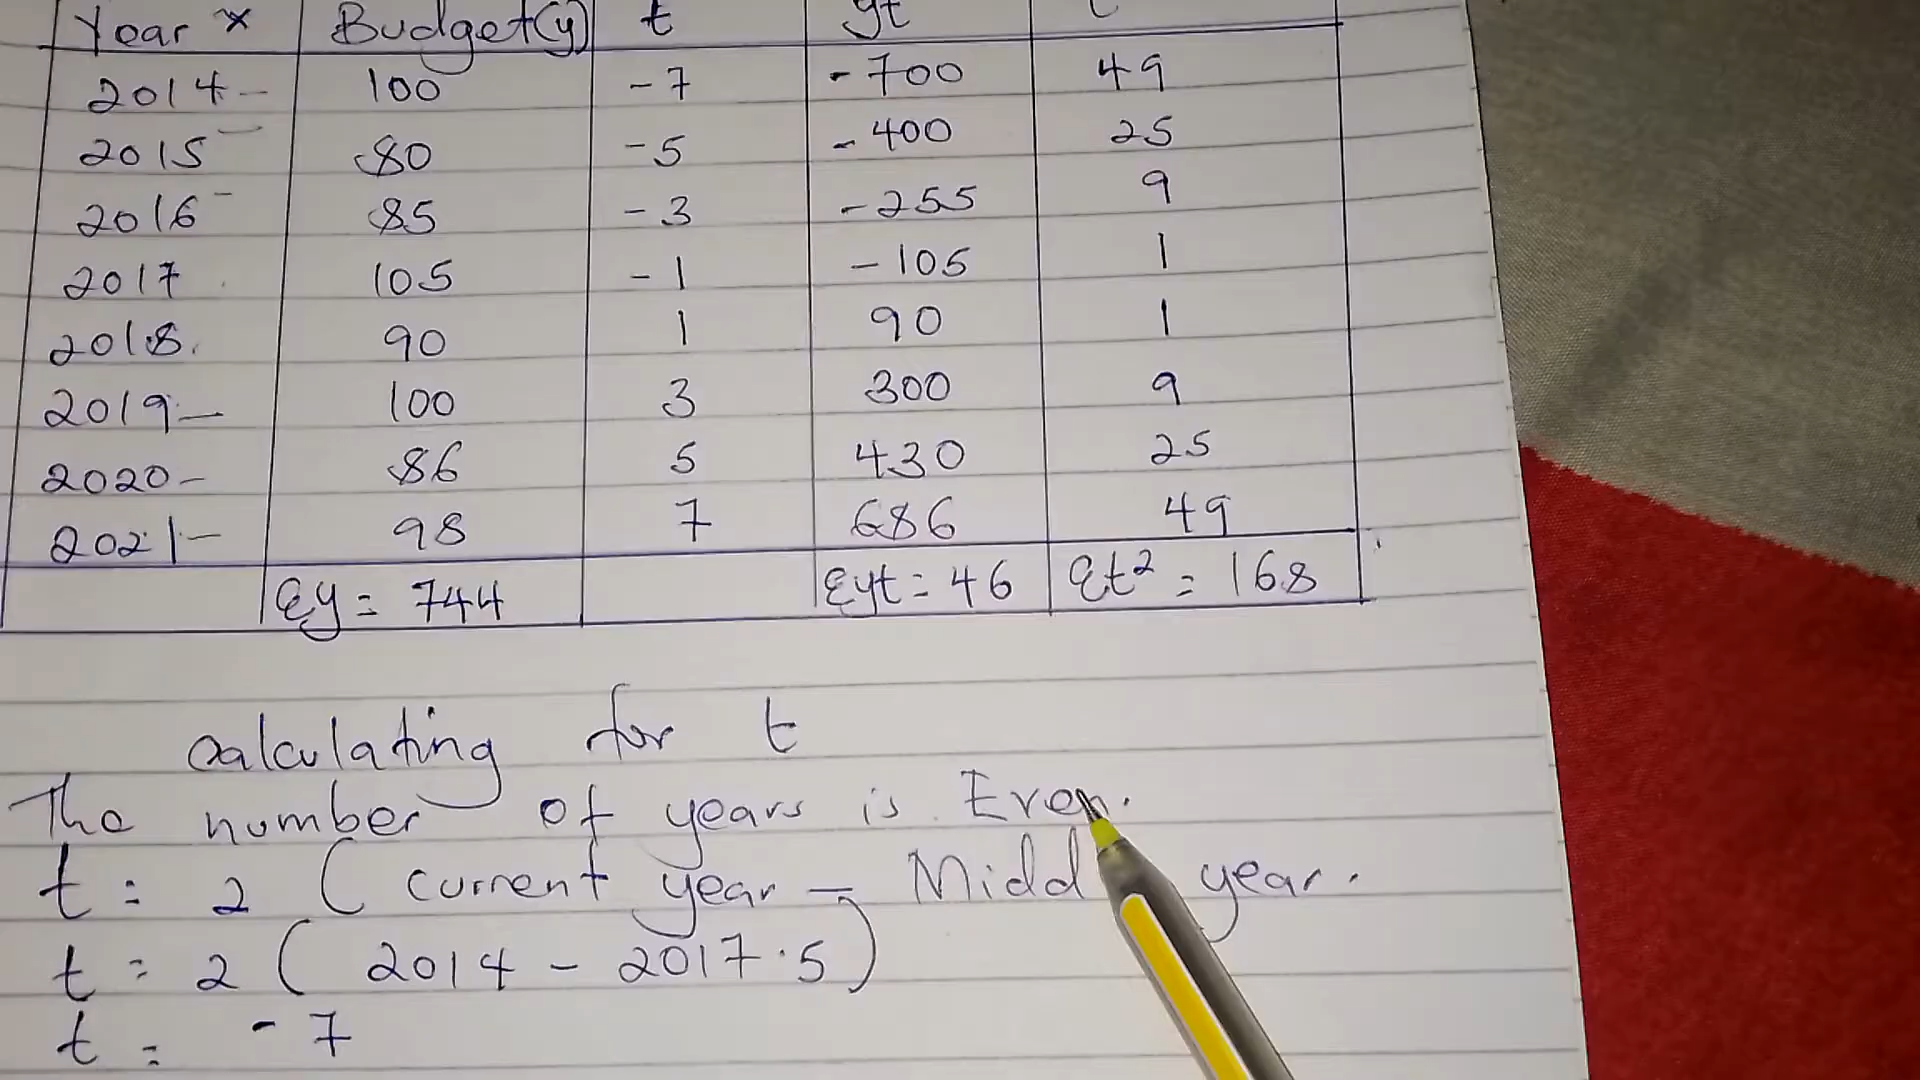 Year x Budget(y) t yt
2014 - 100 -7 -700 49
2015 - 80 -5 -400 25
2016 - 85 -3 -255 9
2017 105 -1 -105 1
2018. 90 1 90 1
2019 - 100 3 300 9
2020 - 86 5 430 25
2021 - 98 7 686 49
Σy = 744 Σyt = 46 Σt² = 168
calculating for t
The number of years is Even.
t = 2 ( current year - Midd year.
t = 2 ( 2014 - 2017.5 )
t = -7